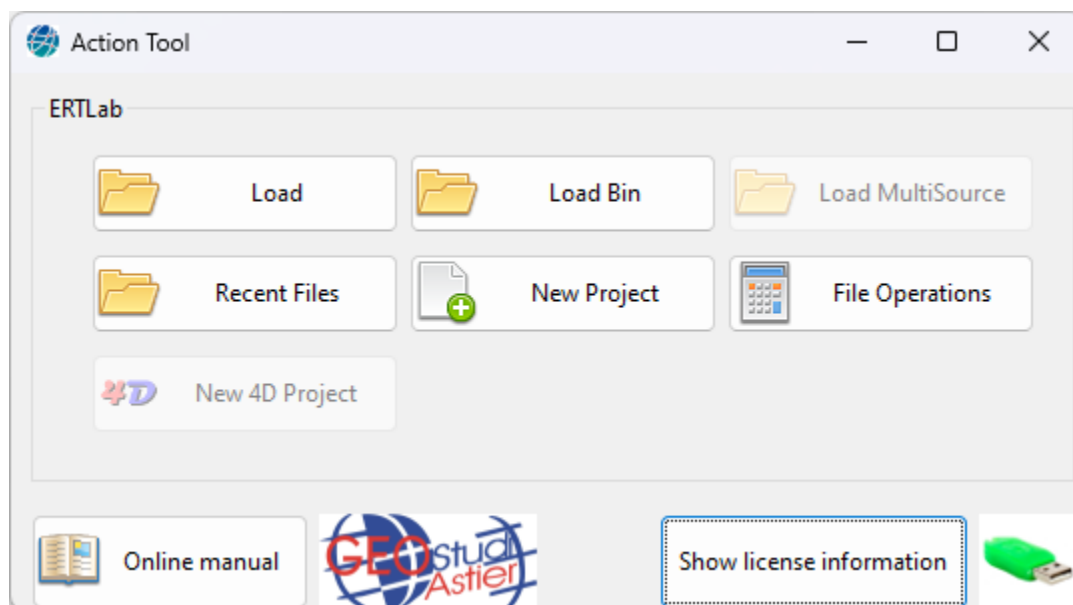 Action Tool
ERTLab
Load
Load Bin
Load MultiSource
Recent Files
New Project
File Operations
4D New 4D Project
Online manual
GEOstudi
Astier
Show license information